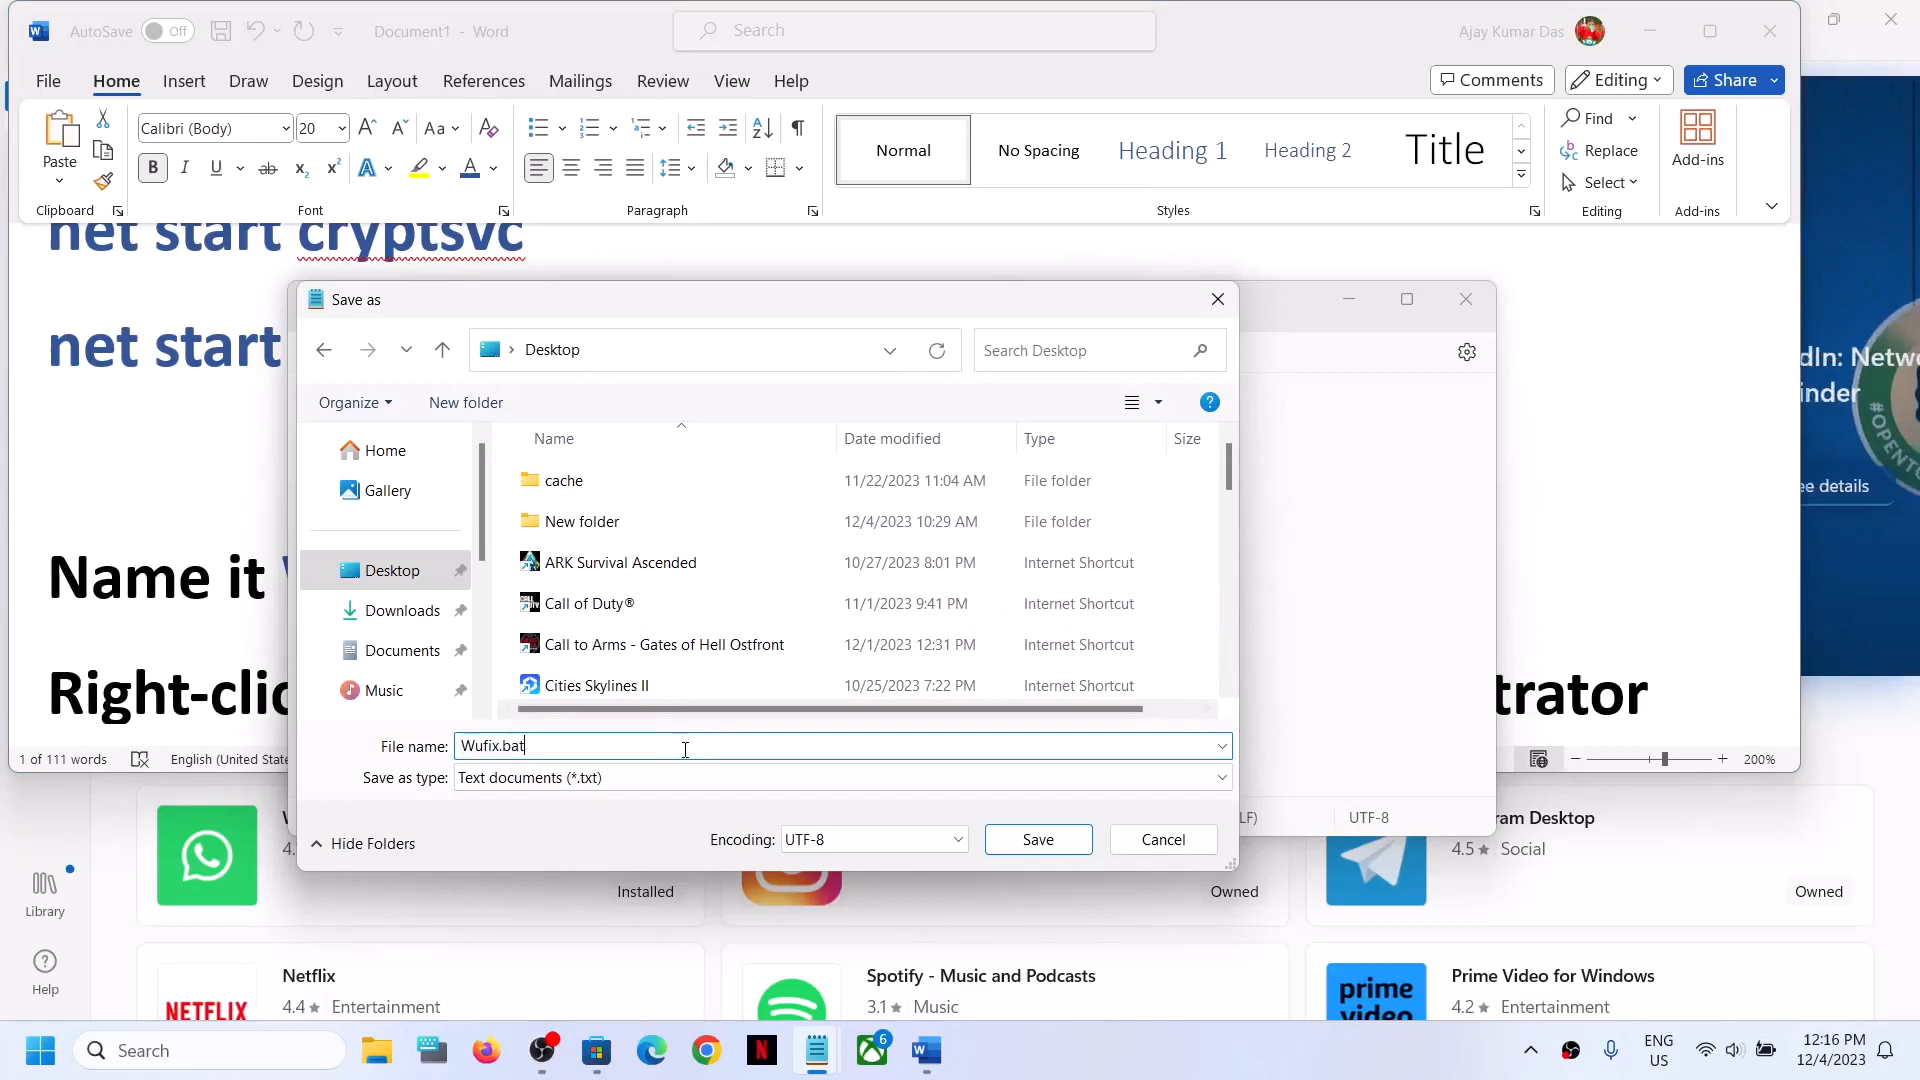 AutoSave Off Document1 - Word Search Ajay Kumar Das
File Home Insert Draw Design Layout References Mailings Review View Help Comments Editing Share
Paste Calibri (Body) 20 Aa Normal No Spacing Heading 1 Heading 2 Title Find Replace Select Add-ins
Clipboard Font Paragraph Styles Editing Add-ins
net start cryptsvc
net start
Name it
Right-clic
trator
1 of 111 words English (United State 200%
Save as
Desktop Search Desktop
Organize New folder
Name Date modified Type Size
cache 11/22/2023 11:04 AM File folder
New folder 12/4/2023 10:29 AM File folder
ARK Survival Ascended 10/27/2023 8:01 PM Internet Shortcut
Call of Duty® 11/1/2023 9:41 PM Internet Shortcut
Call to Arms - Gates of Hell Ostfront 12/1/2023 12:31 PM Internet Shortcut
Cities Skylines II 10/25/2023 7:22 PM Internet Shortcut
Home
Gallery
Desktop
Downloads
Documents
Music
File name: Wufix.bat
Save as type: Text documents (*.txt)
Hide Folders Encoding: UTF-8 Save Cancel
LF) UTF-8
dIn: Netw
inder
#OPENTO
ee details
Library
Help
4.
Installed
Owned
ram Desktop
4.5 Social
Owned
NETFLIX
Netflix
4.4 Entertainment
Spotify - Music and Podcasts
3.1 Music
prime
video
Prime Video for Windows
4.2 Entertainment
Search 6 ENG
US
12:16 PM
12/4/2023